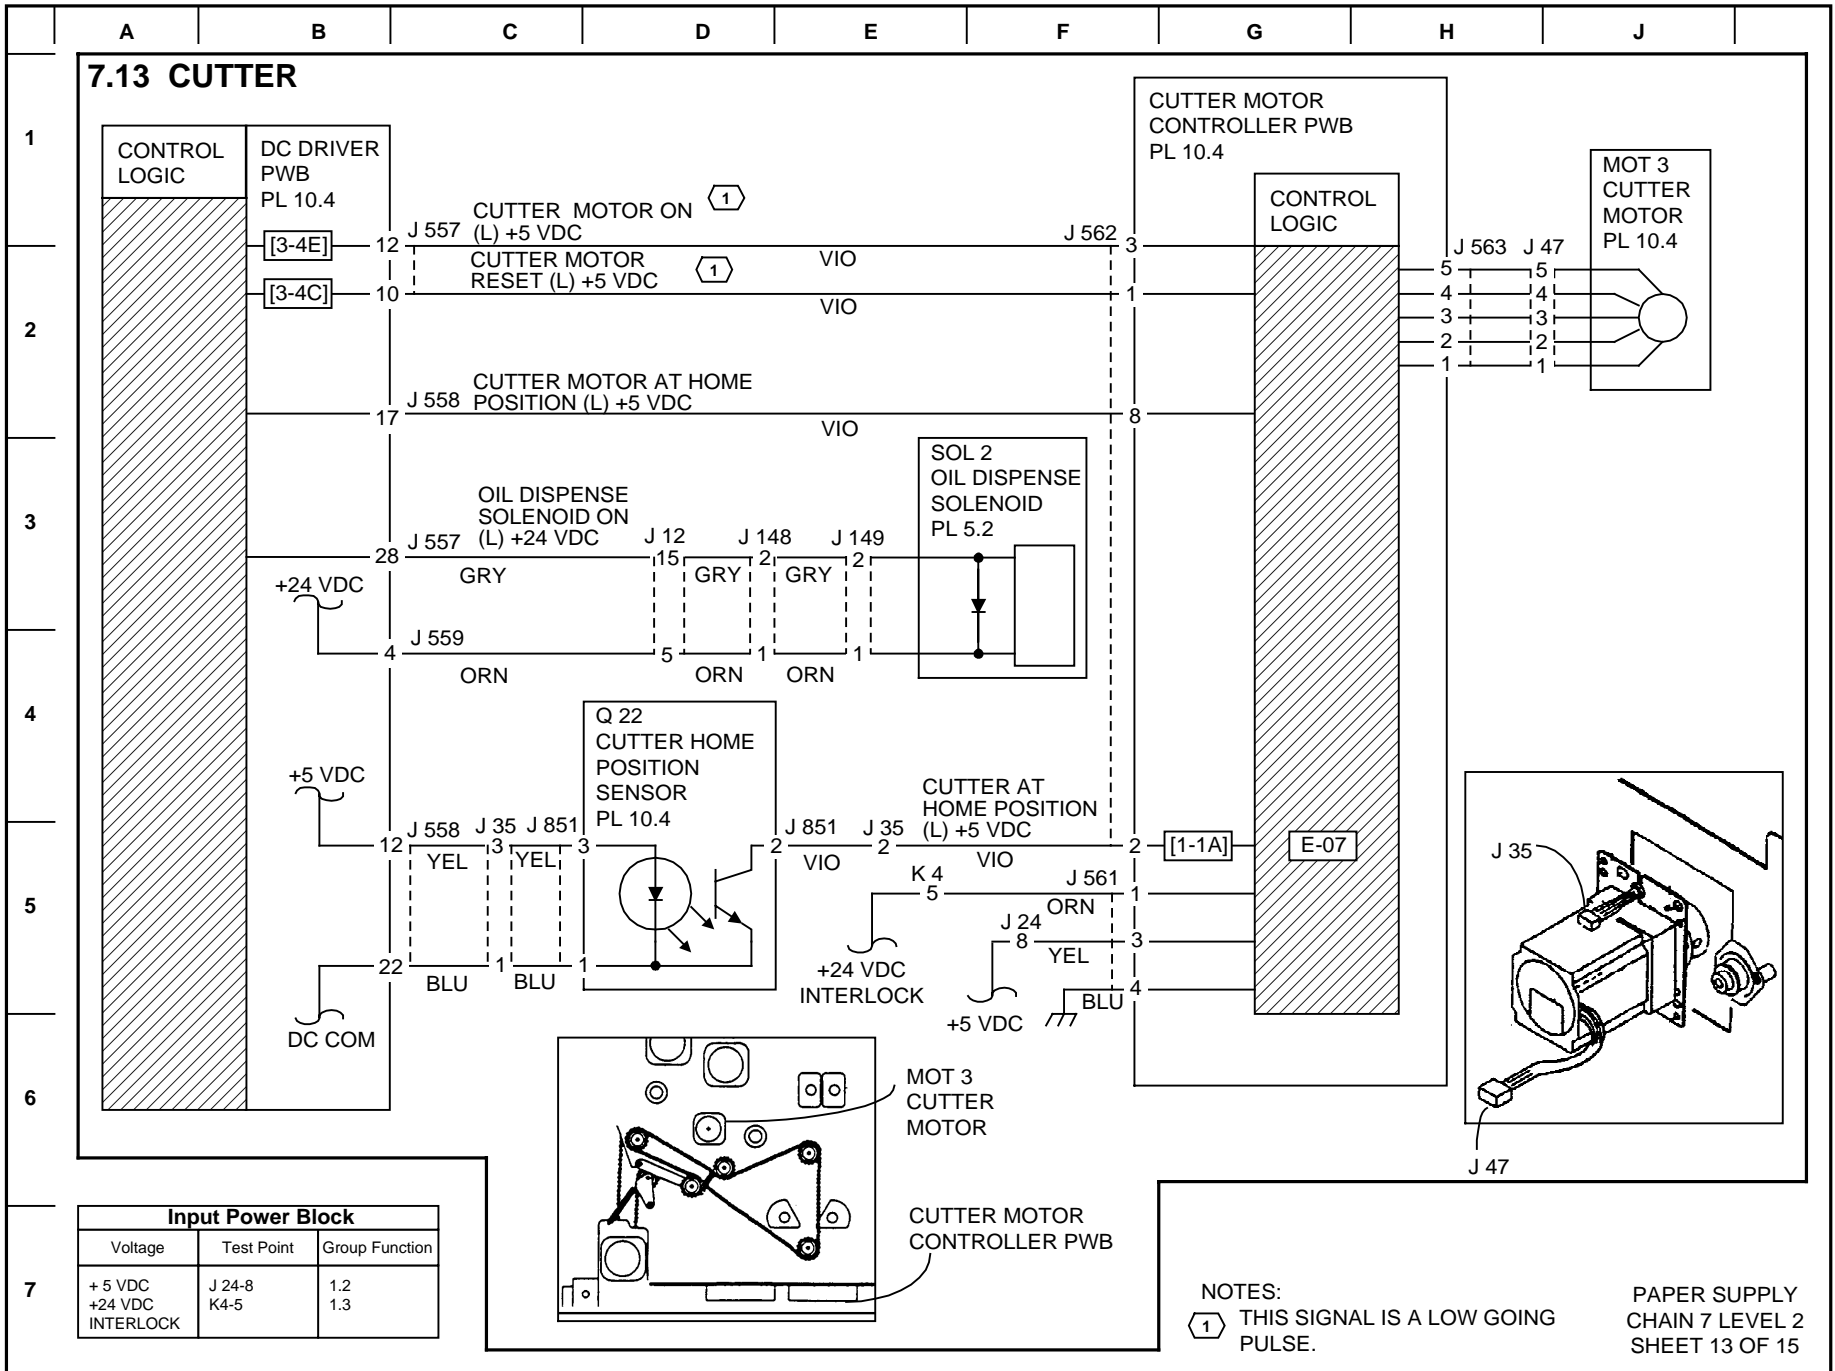 A B C D E F G H J
7.13 CUTTER
1
2
3
4
5
6
7
CONTROL
LOGIC
DC DRIVER
PWB
PL 10.4
[3-4E]
12
J 557
CUTTER MOTOR ON
(L) +5 VDC
1
VIO
J 562
3
[3-4C]
10
CUTTER MOTOR
RESET (L) +5 VDC
1
VIO
1
CUTTER MOTOR
CONTROLLER PWB
PL 10.4
CONTROL
LOGIC
J 563 J 47
5 5
4 4
3 3
2 2
1 1
MOT 3
CUTTER
MOTOR
PL 10.4
17
J 558
CUTTER MOTOR AT HOME
POSITION (L) +5 VDC
VIO
8
28
J 557
OIL DISPENSE
SOLENOID ON
(L) +24 VDC
J 12 J 148 J 149
15 2 2
GRY GRY GRY
SOL 2
OIL DISPENSE
SOLENOID
PL 5.2
+24 VDC
4
J 559
5 1 1
ORN ORN ORN
Q 22
CUTTER HOME
POSITION
SENSOR
PL 10.4
+5 VDC
12
J 558 J 35 J 851
3 3
YEL YEL
2
J 851 J 35
2
VIO
CUTTER AT
HOME POSITION
(L) +5 VDC
VIO
2
[1-1A]
E-07
K 4
5
J 561
1
ORN
+24 VDC
INTERLOCK
J 24
8
3
YEL
+5 VDC
4
BLU
22
1 1
BLU BLU
DC COM
J 35
J 47
MOT 3
CUTTER
MOTOR
CUTTER MOTOR
CONTROLLER PWB
Input Power Block
Voltage Test Point Group Function
+ 5 VDC J 24-8 1.2
+24 VDC K4-5 1.3
INTERLOCK
NOTES:
1 THIS SIGNAL IS A LOW GOING
PULSE.
PAPER SUPPLY
CHAIN 7 LEVEL 2
SHEET 13 OF 15